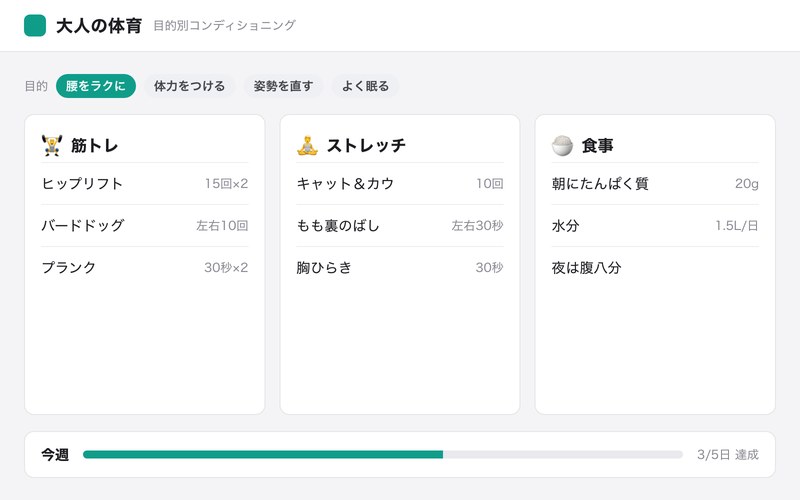 大人の体育 目的別コンディショニング
目的 腰をラクに 体力をつける 姿勢を直す よく眠る
筋トレ
ヒップリフト 15回×2
バードドッグ 左右10回
プランク 30秒×2
ストレッチ
キャット＆カウ 10回
もも裏のばし 左右30秒
胸ひらき 30秒
食事
朝にたんぱく質 20g
水分 1.5L/日
夜は腹八分
今週 3/5日 達成